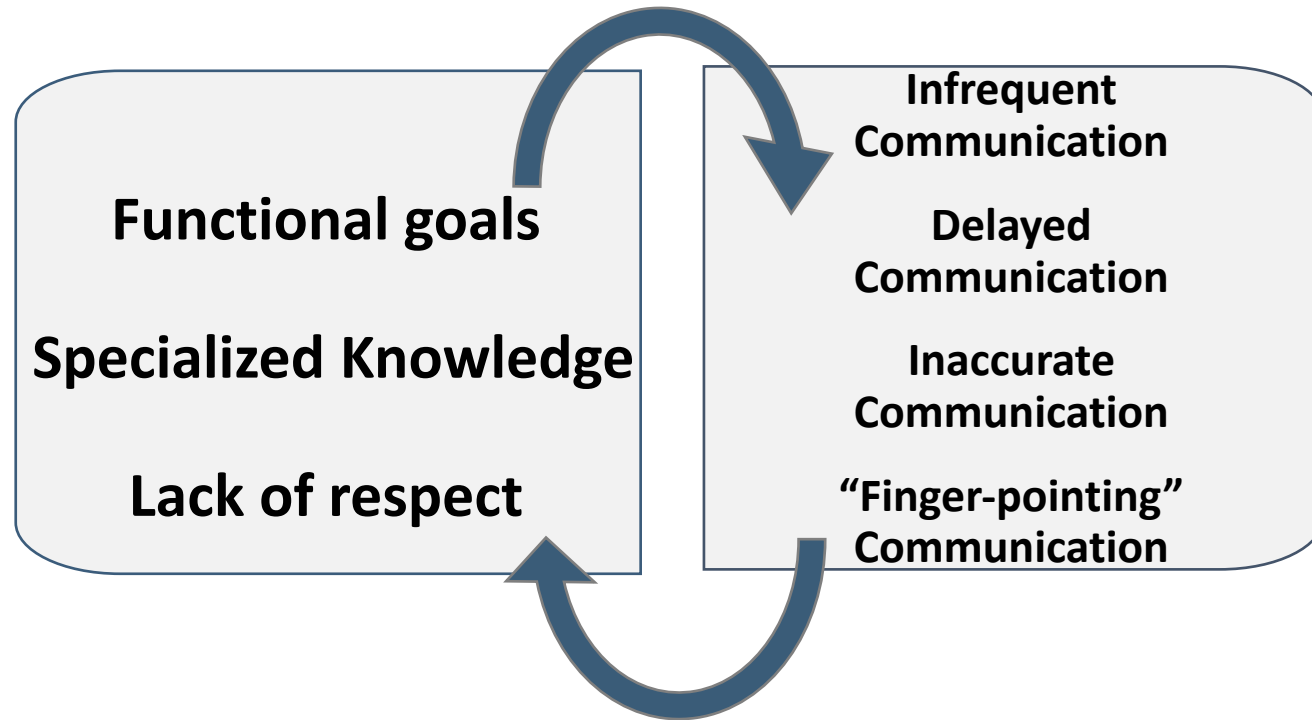 Functional goals
Specialized Knowledge
Lack of respect
Infrequent
Communication
Delayed
Communication
Inaccurate
Communication
“Finger-pointing”
Communication